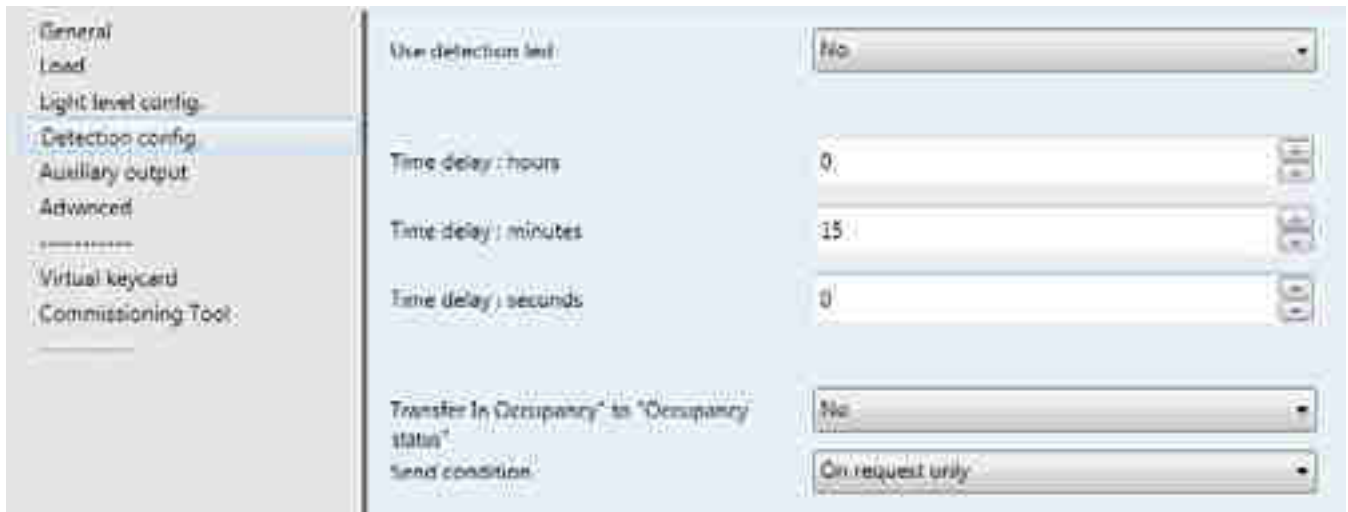 General
Load
Light level config.
Detection config.
Auxiliary output
Advanced
-----------
Virtual keycard
Commissioning Tool
-----------
Use detection led
No
Time delay : hours
0
Time delay : minutes
15
Time delay : seconds
0
Transfer In Occupancy" to "Occupancy
status"
No
Send condition
On request only